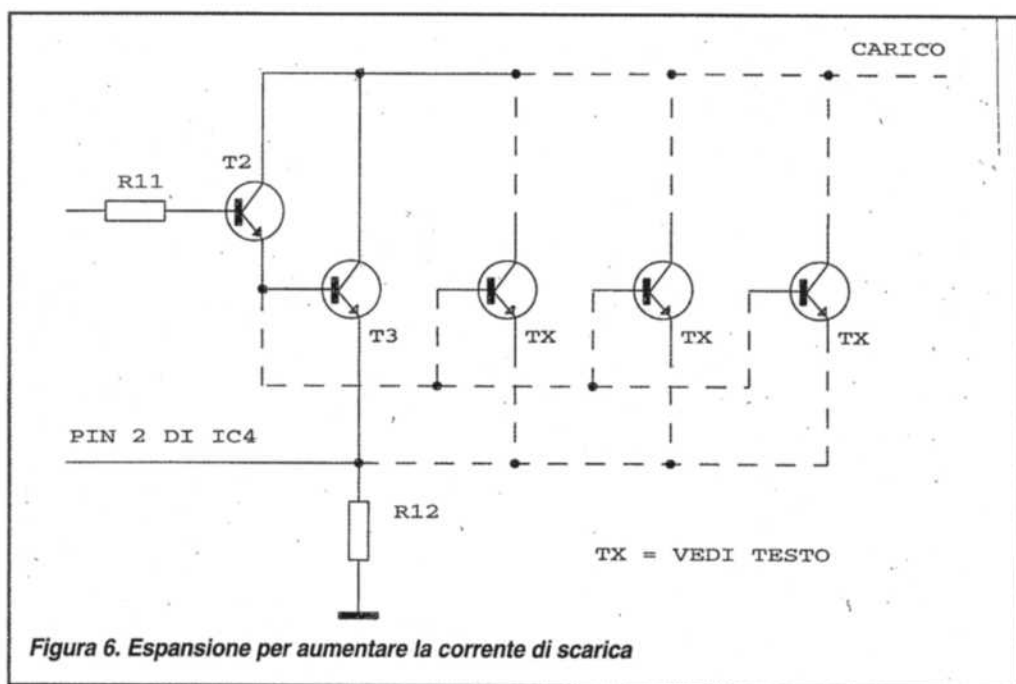 CARICO
T2
R11
T3
TX
TX
TX
PIN 2 DI IC4
R12
TX = VEDI TESTO
Figura 6. Espansione per aumentare la corrente di scarica